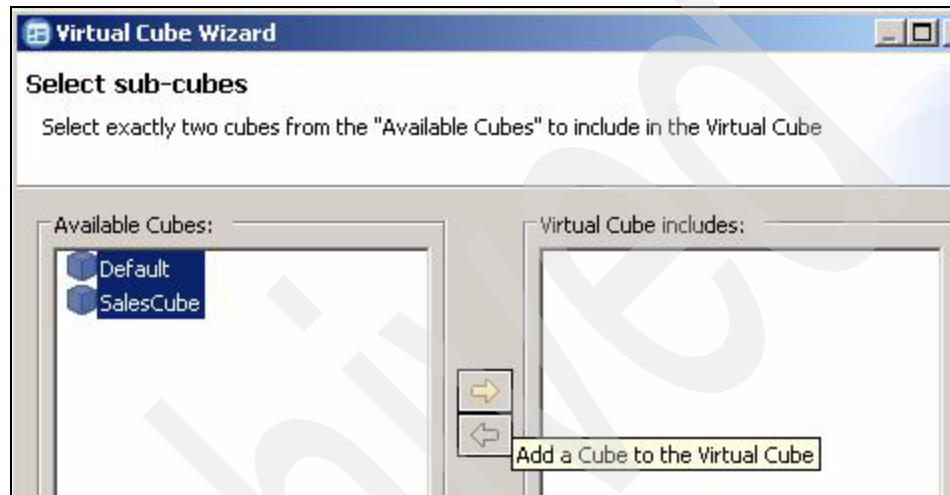 Virtual Cube Wizard
Select sub-cubes
Select exactly two cubes from the "Available Cubes" to include in the Virtual Cube
Available Cubes:
Virtual Cube includes:
Default
SalesCube
Add a Cube to the Virtual Cube